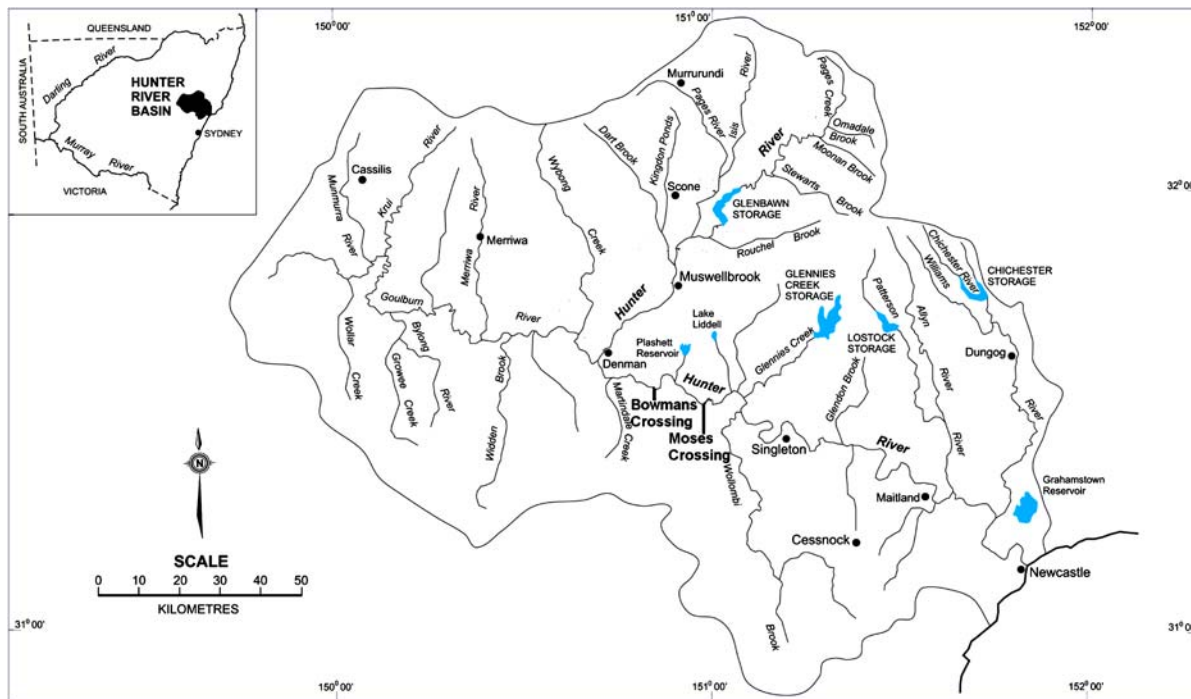 150° 00'
151° 00'
152° 00'
QUEENSLAND
SOUTH AUSTRALIA
Darling
River
HUNTER
RIVER
BASIN
SYDNEY
Murray
River
VICTORIA
Murrurundi
Pages River
Isis
River
Pages
Creek
Omadale
Brook
Moonan Brook
River
Stewarts
Brook
Dart Brook
Kingdon Ponds
Wybong
Creek
River
Krui
Cassilis
Munmurra
River
River
Merriwa
Merriwa
Scone
32° 00'
32° 00'
GLENBAWN
STORAGE
Rouchel
Brook
Muswellbrook
GLENNIES
CREEK
STORAGE
Chichester River
Williams
CHICHESTER
STORAGE
Patterson
Allyn
LOSTOCK
STORAGE
Dungog
Goulburn
River
Hunter
Lake
Liddell
Plashett
Reservoir
Glennies Creek
Denman
Hunter
Wollar
Creek
Bylong
River
Growee
Creek
Widden
Brook
Martindale Creek
Bowmans
Crossing
Moses
Crossing
Glendon Brook
Singleton
River
River
River
Wollombi
Brook
Maitland
Grahamstown
Reservoir
Cessnock
Newcastle
N
SCALE
0 10 20 30 40 50
KILOMETRES
31° 00'
31° 00'
150° 00'
151° 00'
152° 00'